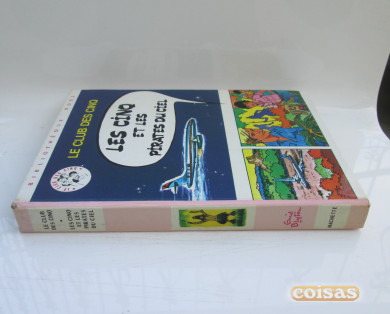 BIBLIOTHÈQUE ROSE
LE CLUB DES CINQ
LES CINQ
ET LES
PIRATES DU CIEL
LE CLUB
DES CINQ
LES CINQ
ET LES
PIRATES
DU CIEL
Enid
Blyton
HACHETTE
coisas